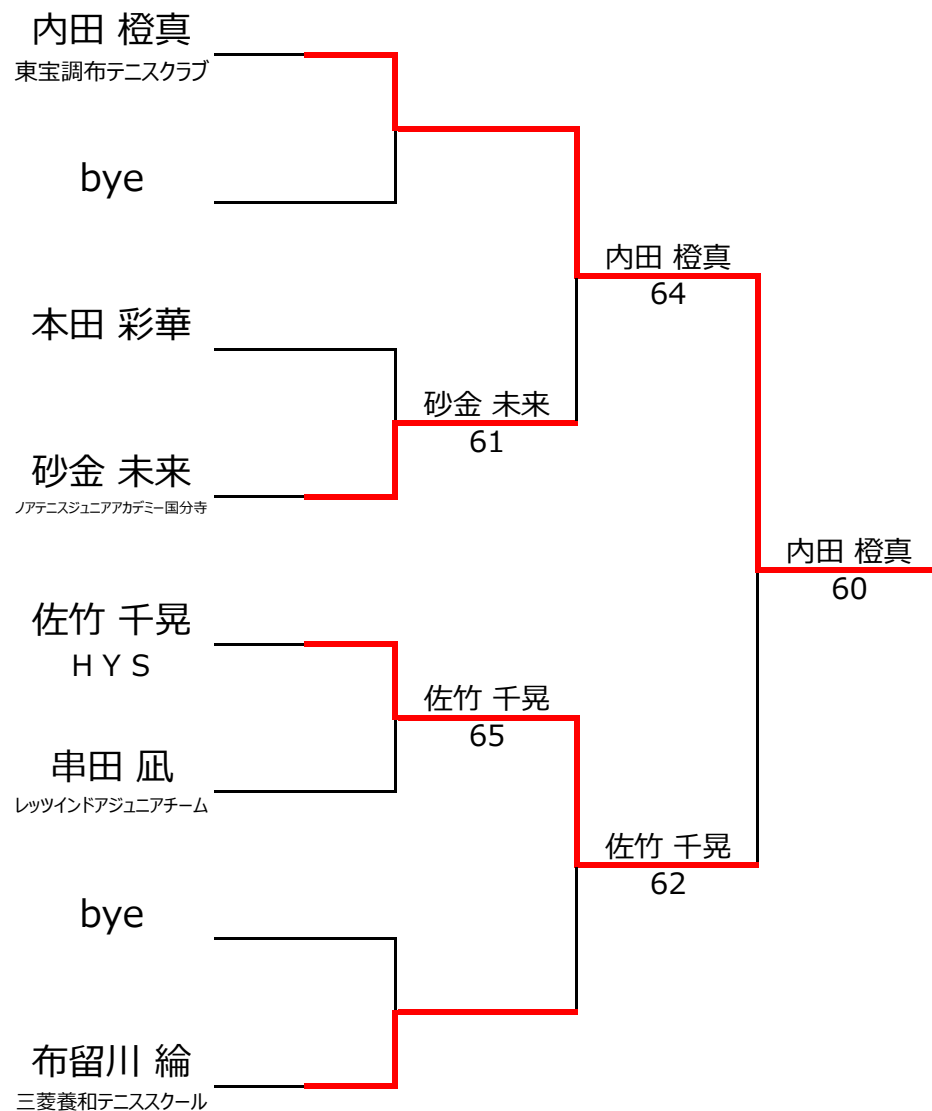 内田 橙真
東宝調布テニスクラブ
bye
内田 橙真
64
本田 彩華
砂金 未来
61
砂金 未来
ノアテニスジュニアアカデミー国分寺
内田 橙真
60
佐竹 千晃
ＨＹＳ
佐竹 千晃
65
串田 凪
レッツインドアジュニアチーム
佐竹 千晃
62
bye
布留川 綸
三菱養和テニススクール